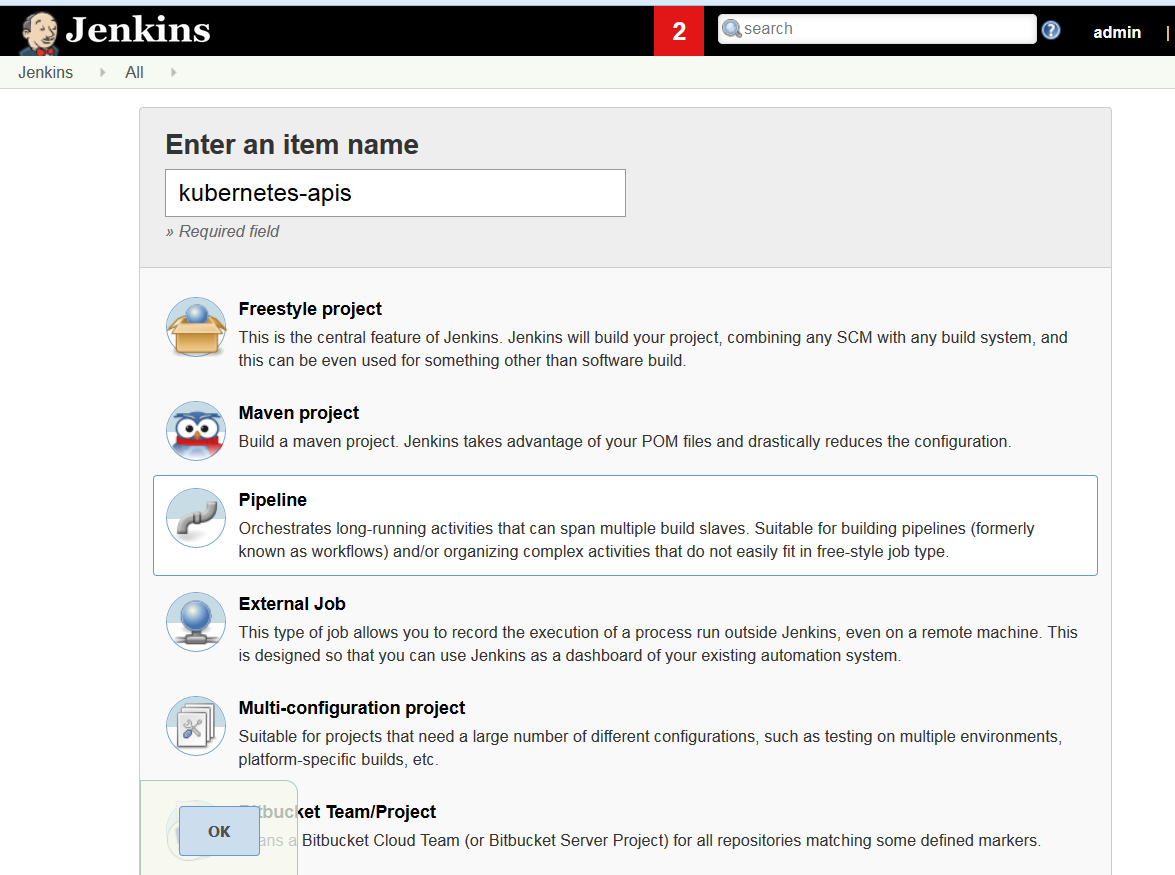 Jenkins
2
search
admin
|
Jenkins
All
Enter an item name
kubernetes-apis
» Required field
Freestyle project
This is the central feature of Jenkins. Jenkins will build your project, combining any SCM with any build system, and
this can be even used for something other than software build.
Maven project
Build a maven project. Jenkins takes advantage of your POM files and drastically reduces the configuration.
Pipeline
Orchestrates long-running activities that can span multiple build slaves. Suitable for building pipelines (formerly
known as workflows) and/or organizing complex activities that do not easily fit in free-style job type.
External Job
This type of job allows you to record the execution of a process run outside Jenkins, even on a remote machine. This
is designed so that you can use Jenkins as a dashboard of your existing automation system.
Multi-configuration project
Suitable for projects that need a large number of different configurations, such as testing on multiple environments,
platform-specific builds, etc.
Bitbucket Team/Project
OK
a Bitbucket Cloud Team (or Bitbucket Server Project) for all repositories matching some defined markers.